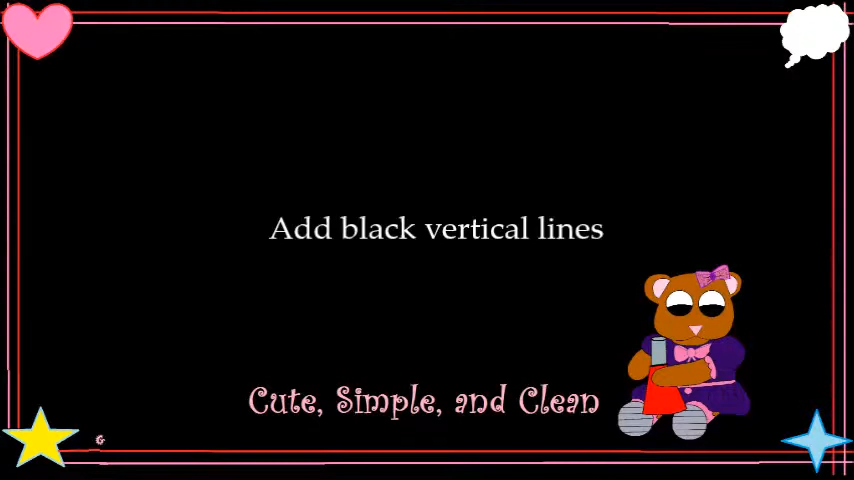 Add black vertical lines
Cute, Simple, and Clean
G